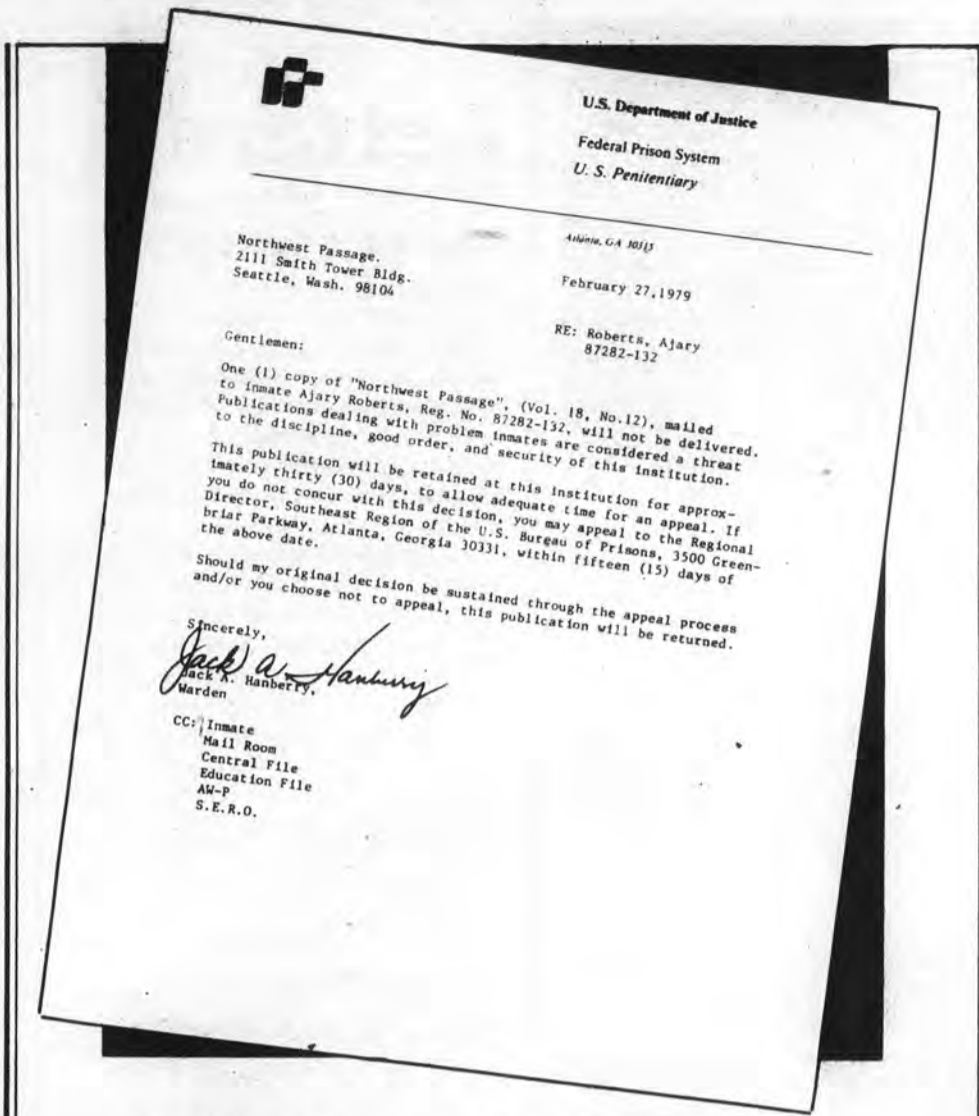 U.S. Department of Justice
Federal Prison System
U. S. Penitentiary
Atlanta, GA 30315
Northwest Passage.
2111 Smith Tower Bldg.
Seattle, Wash. 98104
February 27,1979
RE: Roberts, Ajary
87282-132
Gentlemen:
One (1) copy of "Northwest Passage", (Vol. 18, No.12), mailed
to inmate Ajary Roberts, Reg. No. 87282-132, will not be delivered.
Publications dealing with problem inmates are considered a threat
to the discipline, good order, and security of this institution.
This publication will be retained at this institution for approx-
imately thirty (30) days, to allow adequate time for an appeal. If
you do not concur with this decision, you may appeal to the Regional
Director, Southeast Region of the U.S. Bureau of Prisons, 3500 Green-
briar Parkway, Atlanta, Georgia 30331, within fifteen (15) days of
the above date.
Should my original decision be sustained through the appeal process
and/or you choose not to appeal, this publication will be returned.
Sincerely,
Jack A. Hanberry
Jack A. Hanberry,
Warden
CC: Inmate
Mail Room
Central File
Education File
AW-P
S.E.R.O.